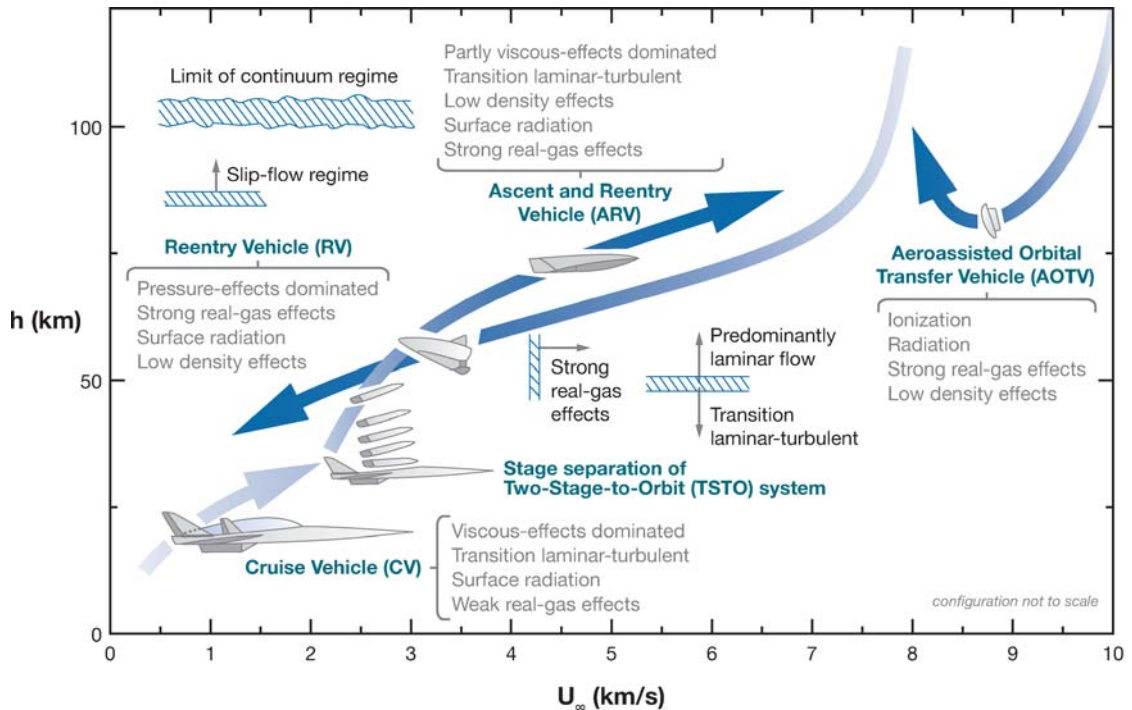 Limit of continuum regime
Slip-flow regime
Partly viscous-effects dominated
Transition laminar-turbulent
Low density effects
Surface radiation
Strong real-gas effects
Ascent and Reentry
Vehicle (ARV)
Reentry Vehicle (RV)
Pressure-effects dominated
Strong real-gas effects
Surface radiation
Low density effects
Aeroassisted Orbital
Transfer Vehicle (AOTV)
Ionization
Radiation
Strong real-gas effects
Low density effects
Strong
real-gas
effects
Predominantly
laminar flow
Transition
laminar-turbulent
Stage separation of
Two-Stage-to-Orbit (TSTO) system
Cruise Vehicle (CV)
Viscous-effects dominated
Transition laminar-turbulent
Surface radiation
Weak real-gas effects
configuration not to scale
h (km)
100
50
0
0 1 2 3 4 5 6 7 8 9 10
U∞ (km/s)